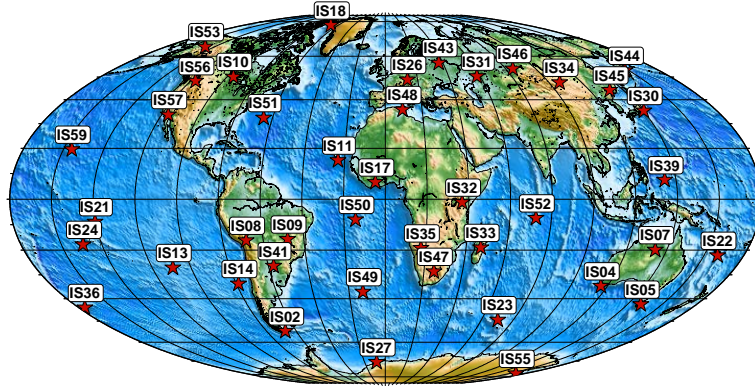 IS18
IS53
IS43
IS44
IS10
IS26
IS46
IS56
IS31
IS34
IS45
IS57
IS51
IS48
IS30
IS59
IS11
IS17
IS39
IS32
IS21
IS50
IS52
IS24
IS08
IS09
IS35
IS33
IS07
IS22
IS13
IS41
IS47
IS14
IS04
IS49
IS36
IS05
IS02
IS23
IS27
IS55